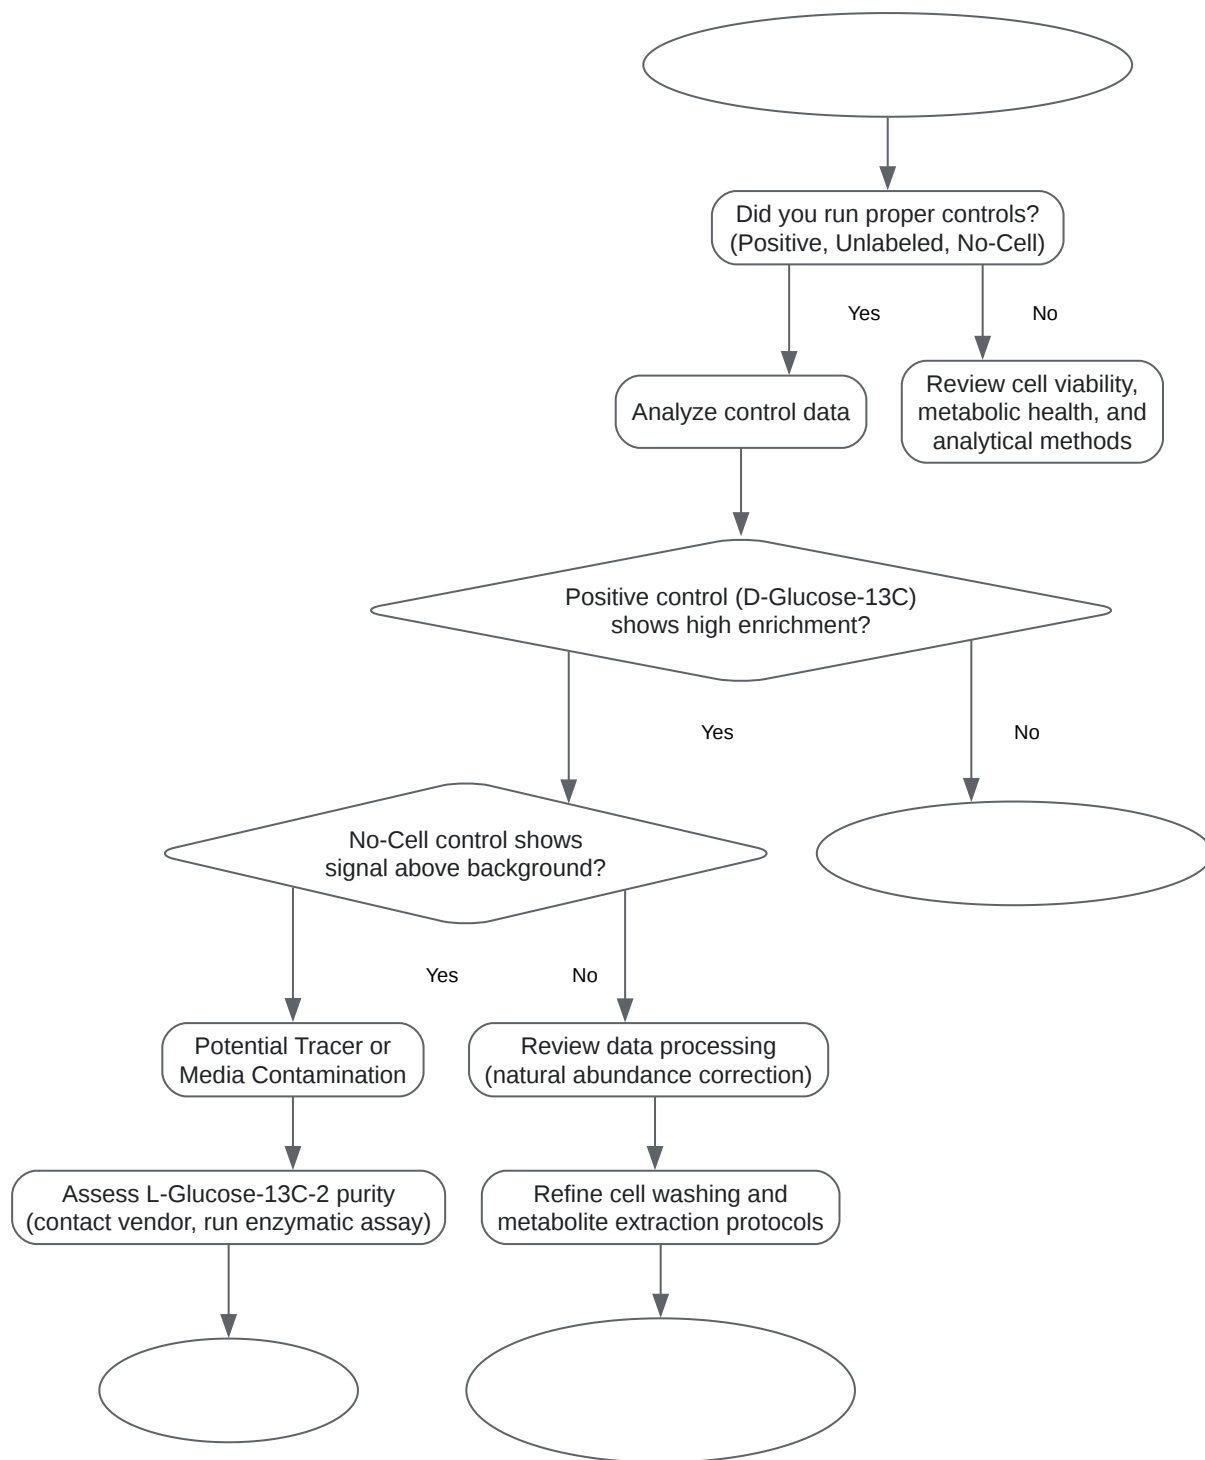 Did you run proper controls?
(Positive, Unlabeled, No-Cell)
Yes
No
Analyze control data
Review cell viability,
metabolic health, and
analytical methods
Positive control (D-Glucose-13C)
shows high enrichment?
Yes
No
No-Cell control shows
signal above background?
Yes
No
Potential Tracer or
Media Contamination
Review data processing
(natural abundance correction)
Assess L-Glucose-13C-2 purity
(contact vendor, run enzymatic assay)
Refine cell washing and
metabolite extraction protocols